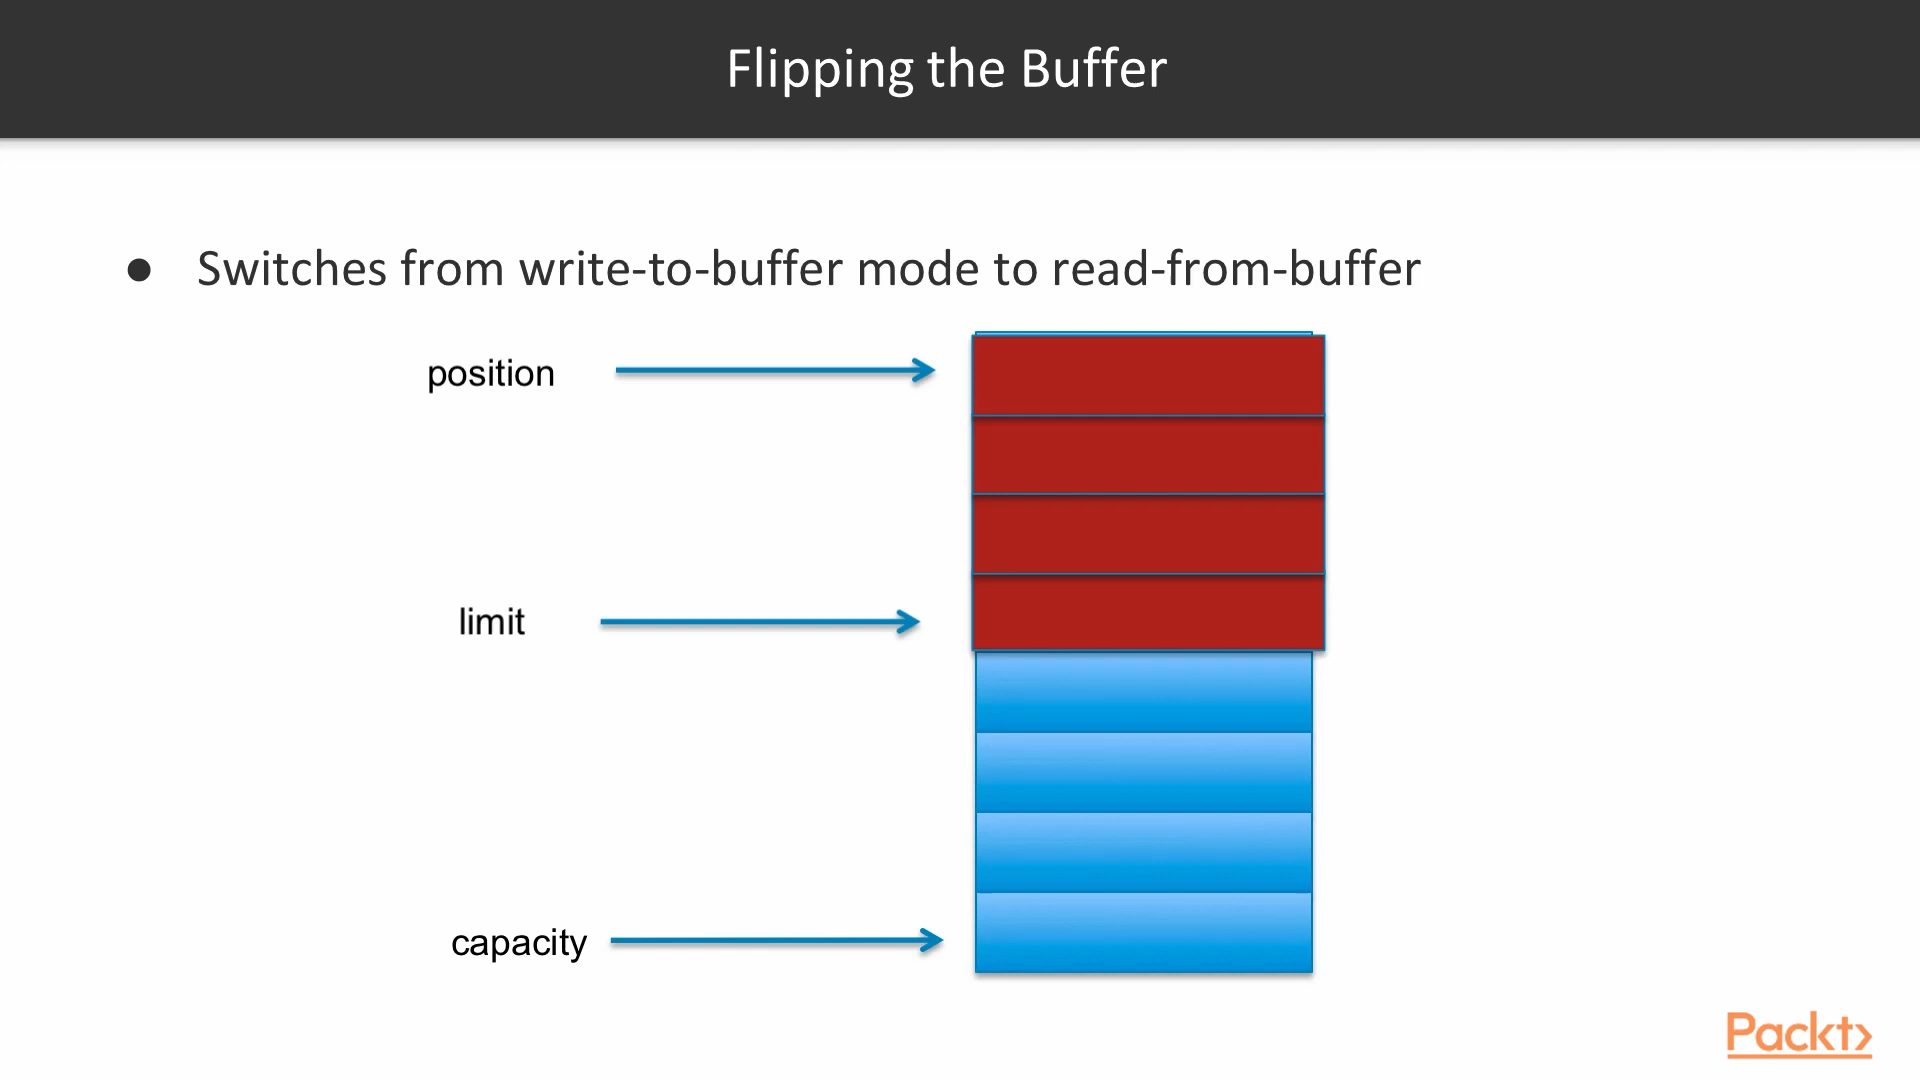 Flipping the Buffer
● Switches from write-to-buffer mode to read-from-buffer
position
limit
capacity
Packt>